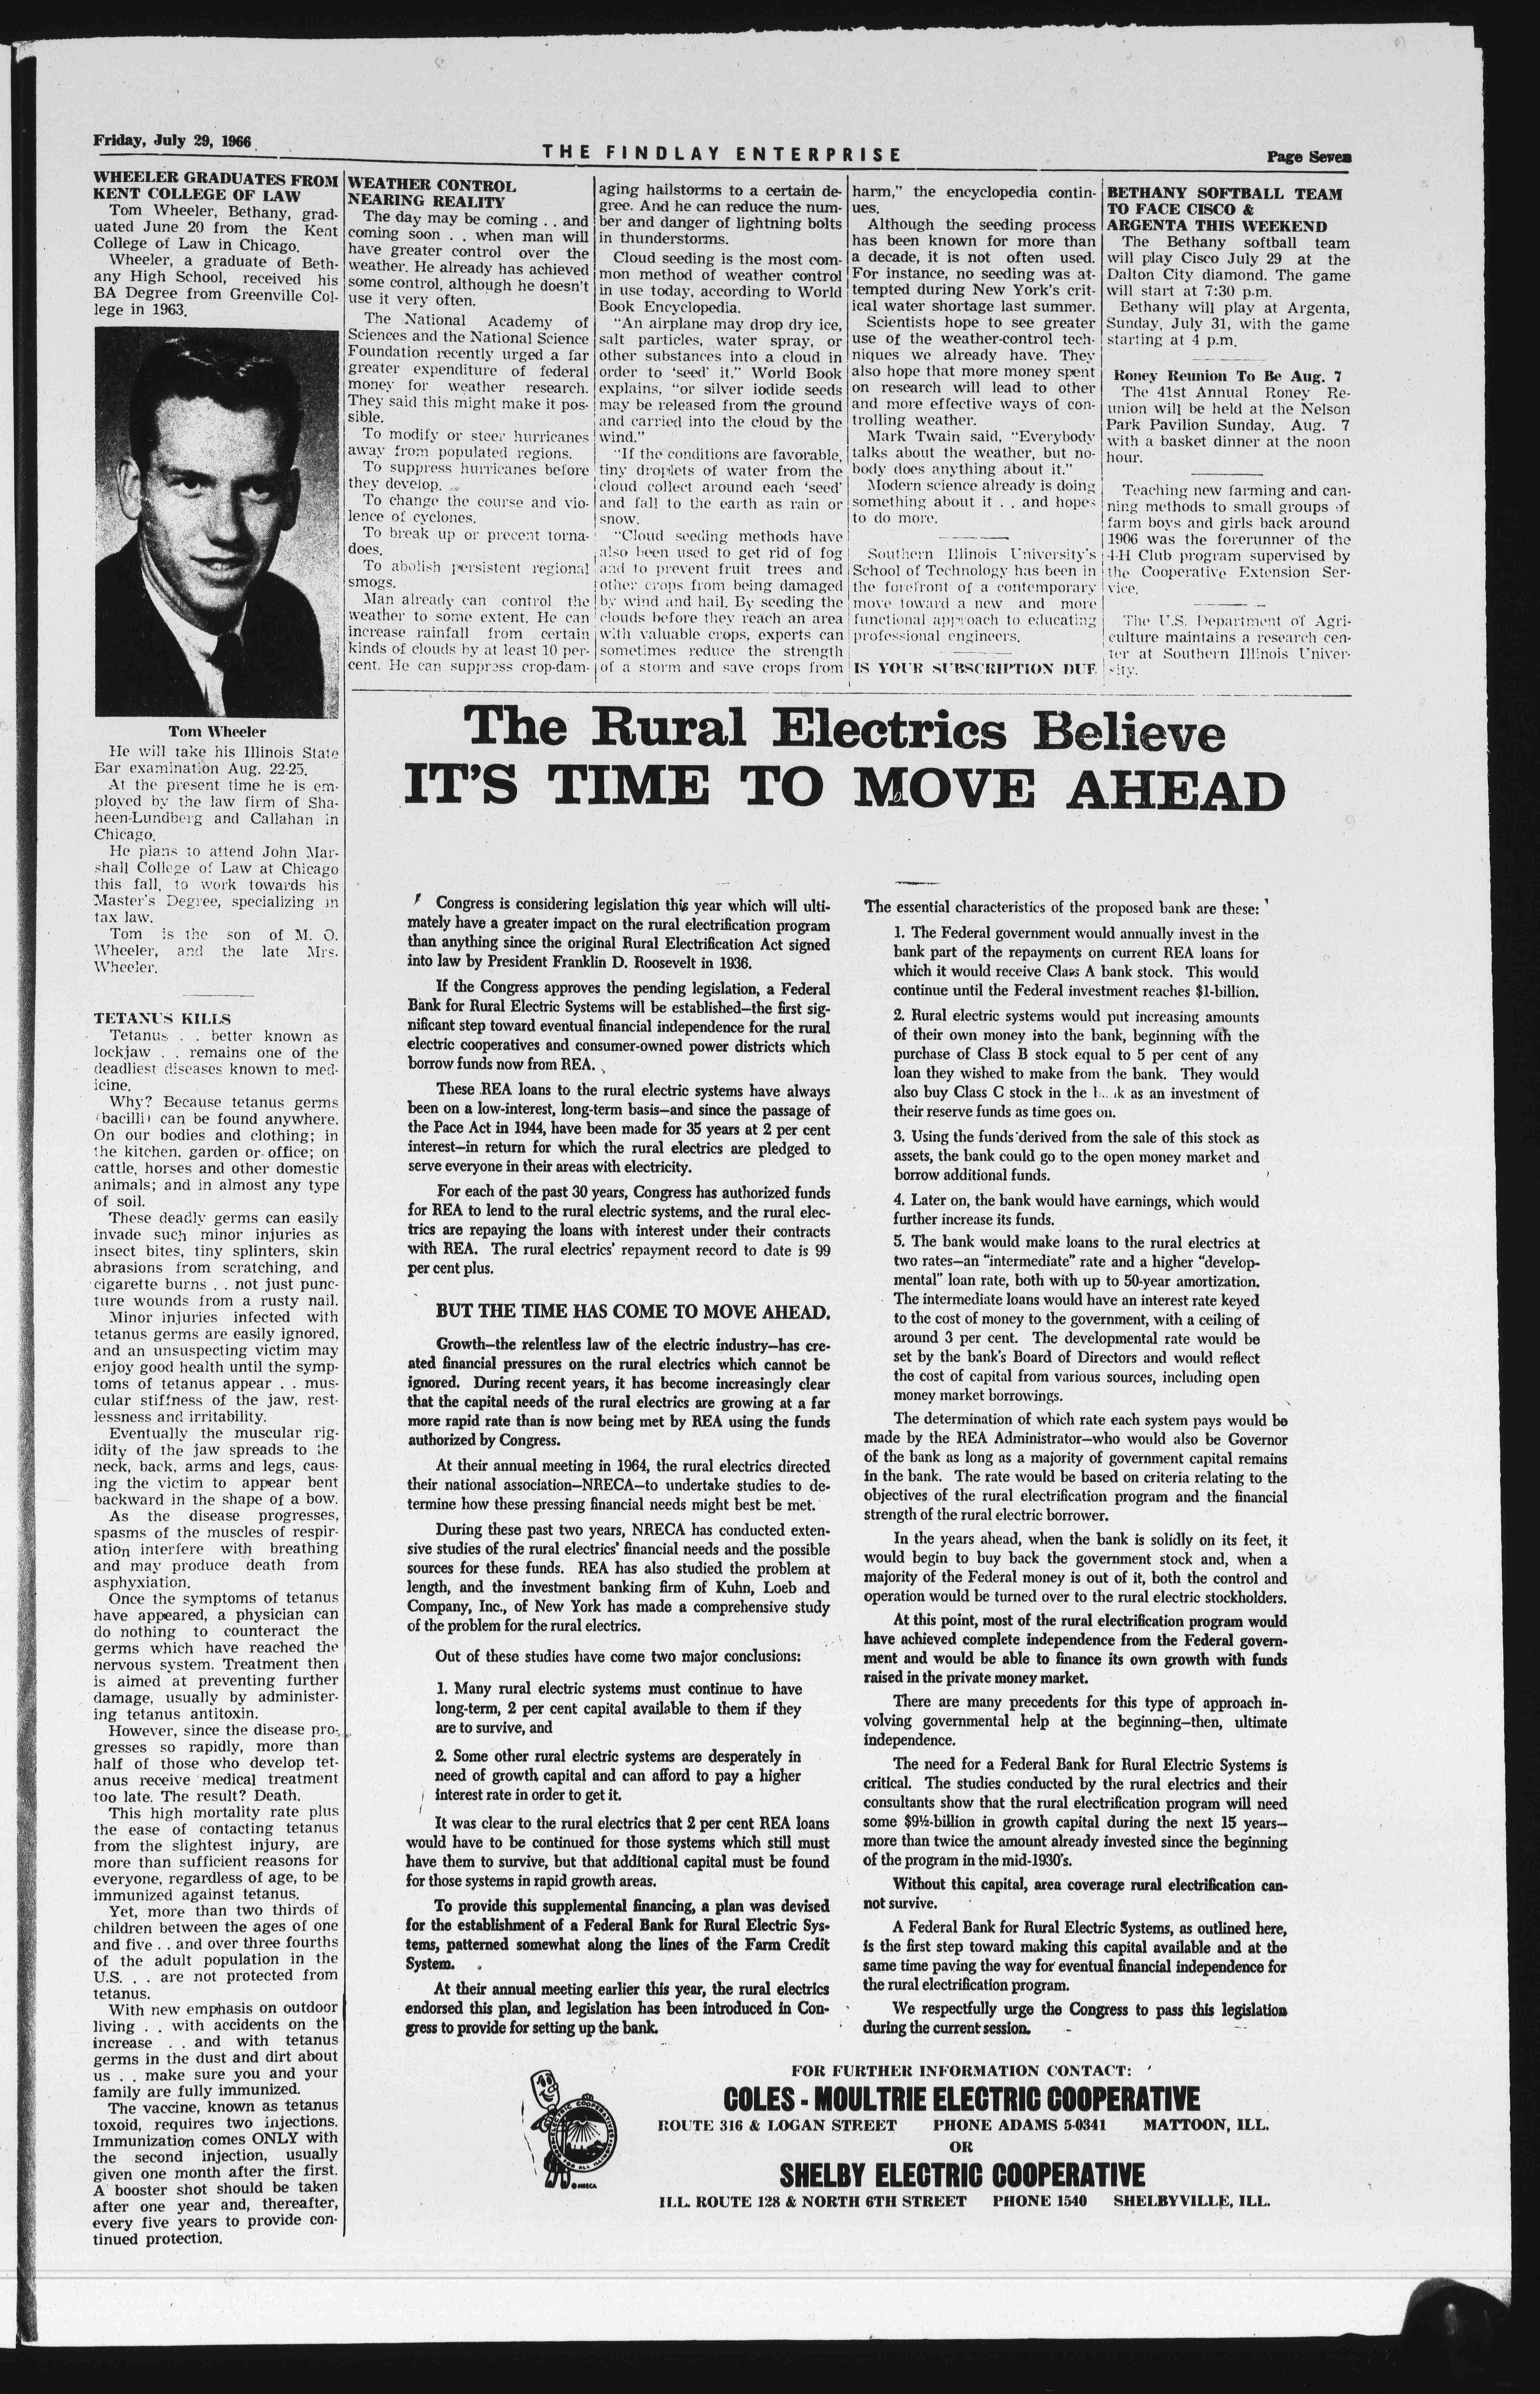 Friday, July 29, 1966
THE FINDLAY ENTERPRISE
Page Seven
WHEELER GRADUATES FROM
KENT COLLEGE OF LAW
Tom Wheeler, Bethany, grad-
uated June 20 from the Kent
College of Law in Chicago.
Wheeler, a graduate of Beth-
any High School, received his
BA Degree from Greenville Col-
lege in 1963.
Tom Wheeler
He will take his Illinois State
Bar examination Aug. 22-25.
At the present time he is em-
ployed by the law firm of Sha-
heen-Lundberg and Callahan in
Chicago.
He plans to attend John Mar-
shall College of Law at Chicago
this fall, to work towards his
Master's Degree, specializing in
tax law.
Tom is the son of M. O.
Wheeler, and the late Mrs.
Wheeler.
TETANUS KILLS
Tetanus . . better known as
lockjaw . . remains one of the
deadliest diseases known to med-
icine.
Why? Because tetanus germs
(bacilli) can be found anywhere.
On our bodies and clothing; in
the kitchen, garden or office; on
cattle, horses and other domestic
animals; and in almost any type
of soil.
These deadly germs can easily
invade such minor injuries as
insect bites, tiny splinters, skin
abrasions from scratching, and
cigarette burns . . not just punc-
ture wounds from a rusty nail.
Minor injuries infected with
tetanus germs are easily ignored,
and an unsuspecting victim may
enjoy good health until the symp-
toms of tetanus appear . . mus-
cular stiffness of the jaw, rest-
lessness and irritability.
Eventually the muscular rig-
idity of the jaw spreads to the
neck, back, arms and legs, caus-
ing the victim to appear bent
backward in the shape of a bow.
As the disease progresses,
spasms of the muscles of respir-
ation interfere with breathing
and may produce death from
asphyxiation.
Once the symptoms of tetanus
have appeared, a physician can
do nothing to counteract the
germs which have reached the
nervous system. Treatment then
is aimed at preventing further
damage, usually by administer-
ing tetanus antitoxin.
However, since the disease pro-
gresses so rapidly, more than
half of those who develop tet-
anus receive medical treatment
too late. The result? Death.
This high mortality rate plus
the ease of contacting tetanus
from the slightest injury, are
more than sufficient reasons for
everyone, regardless of age, to be
immunized against tetanus.
Yet, more than two thirds of
children between the ages of one
and five . . and over three fourths
of the adult population in the
U.S. . . are not protected from
tetanus.
With new emphasis on outdoor
living . . with accidents on the
increase . . and with tetanus
germs in the dust and dirt about
us . . make sure you and your
family are fully immunized.
The vaccine, known as tetanus
toxoid, requires two injections.
Immunization comes ONLY with
the second injection, usually
given one month after the first.
A booster shot should be taken
after one year and, thereafter,
every five years to provide con-
tinued protection.
WEATHER CONTROL
NEARING REALITY
The day may be coming . . and
coming soon . . when man will
have greater control over the
weather. He already has achieved
some control, although he doesn't
use it very often.
The National Academy of
Sciences and the National Science
Foundation recently urged a far
greater expenditure of federal
money for weather research.
They said this might make it pos-
sible.
To modify or steer hurricanes
away from populated regions.
To suppress hurricanes before
they develop.
To change the course and vio-
lence of cyclones.
To break up or precent torna-
does.
To abolish persistent regional
smogs.
Man already can control the
weather to some extent. He can
increase rainfall from certain
kinds of clouds by at least 10 per-
cent. He can suppress crop-dam-
aging hailstorms to a certain de-
gree. And he can reduce the num-
ber and danger of lightning bolts
in thunderstorms.
Cloud seeding is the most com-
mon method of weather control
in use today, according to World
Book Encyclopedia.
"An airplane may drop dry ice,
salt particles, water spray, or
other substances into a cloud in
order to 'seed' it," World Book
explains, "or silver iodide seeds
may be released from the ground
and carried into the cloud by the
wind."
"If the conditions are favorable,
tiny droplets of water from the
cloud collect around each 'seed'
and fall to the earth as rain or
snow.
"Cloud seeding methods have
also been used to get rid of fog
and to prevent fruit trees and
other crops from being damaged
by wind and hail. By seeding the
clouds before they reach an area
with valuable crops, experts can
sometimes reduce the strength
of a storm and save crops from
harm," the encyclopedia contin-
ues.
Although the seeding process
has been known for more than
a decade, it is not often used.
For instance, no seeding was at-
tempted during New York's crit-
ical water shortage last summer.
Scientists hope to see greater
use of the weather-control tech-
niques we already have. They
also hope that more money spent
on research will lead to other
and more effective ways of con-
trolling weather.
Mark Twain said, "Everybody
talks about the weather, but no-
body does anything about it."
Modern science already is doing
something about it . . and hopes
to do more.
Southern Illinois University's
School of Technology has been in
the forefront of a contemporary
move toward a new and more
functional approach to educating
professional engineers.
IS YOUR SUBSCRIPTION DUE
BETHANY SOFTBALL TEAM
TO FACE CISCO &
ARGENTA THIS WEEKEND
The Bethany softball team
will play Cisco July 29 at the
Dalton City diamond. The game
will start at 7:30 p.m.
Bethany will play at Argenta,
Sunday, July 31, with the game
starting at 4 p.m.
Roney Reunion To Be Aug. 7
The 41st Annual Roney Re-
union will be held at the Nelson
Park Pavilion Sunday, Aug. 7
with a basket dinner at the noon
hour.
Teaching new farming and can-
ning methods to small groups of
farm boys and girls back around
1906 was the forerunner of the
4-H Club program supervised by
the Cooperative Extension Ser-
vice.
The U.S. Department of Agri-
culture maintains a research cen-
ter at Southern Illinois Univer-
sity.
The Rural Electrics Believe
IT'S TIME TO MOVE AHEAD
Congress is considering legislation this year which will ulti-
mately have a greater impact on the rural electrification program
than anything since the original Rural Electrification Act signed
into law by President Franklin D. Roosevelt in 1936.
If the Congress approves the pending legislation, a Federal
Bank for Rural Electric Systems will be established—the first sig-
nificant step toward eventual financial independence for the rural
electric cooperatives and consumer-owned power districts which
borrow funds now from REA.
These REA loans to the rural electric systems have always
been on a low-interest, long-term basis—and since the passage of
the Pace Act in 1944, have been made for 35 years at 2 per cent
interest—in return for which the rural electrics are pledged to
serve everyone in their areas with electricity.
For each of the past 30 years, Congress has authorized funds
for REA to lend to the rural electric systems, and the rural elec-
trics are repaying the loans with interest under their contracts
with REA. The rural electrics' repayment record to date is 99
per cent plus.
BUT THE TIME HAS COME TO MOVE AHEAD.
Growth—the relentless law of the electric industry—has cre-
ated financial pressures on the rural electrics which cannot be
ignored. During recent years, it has become increasingly clear
that the capital needs of the rural electrics are growing at a far
more rapid rate than is now being met by REA using the funds
authorized by Congress.
At their annual meeting in 1964, the rural electrics directed
their national association—NRECA—to undertake studies to de-
termine how these pressing financial needs might best be met.
During these past two years, NRECA has conducted exten-
sive studies of the rural electrics' financial needs and the possible
sources for these funds. REA has also studied the problem at
length, and the investment banking firm of Kuhn, Loeb and
Company, Inc., of New York has made a comprehensive study
of the problem for the rural electrics.
Out of these studies have come two major conclusions:
1. Many rural electric systems must continue to have
long-term, 2 per cent capital available to them if they
are to survive, and
2. Some other rural electric systems are desperately in
need of growth capital and can afford to pay a higher
interest rate in order to get it.
It was clear to the rural electrics that 2 per cent REA loans
would have to be continued for those systems which still must
have them to survive, but that additional capital must be found
for those systems in rapid growth areas.
To provide this supplemental financing, a plan was devised
for the establishment of a Federal Bank for Rural Electric Sys-
tems, patterned somewhat along the lines of the Farm Credit
System.
At their annual meeting earlier this year, the rural electrics
endorsed this plan, and legislation has been introduced in Con-
gress to provide for setting up the bank.
The essential characteristics of the proposed bank are these:
1. The Federal government would annually invest in the
bank part of the repayments on current REA loans for
which it would receive Class A bank stock. This would
continue until the Federal investment reaches $1-billion.
2. Rural electric systems would put increasing amounts
of their own money into the bank, beginning with the
purchase of Class B stock equal to 5 per cent of any
loan they wished to make from the bank. They would
also buy Class C stock in the as an investment of
their reserve funds as time goes on.
3. Using the funds derived from the sale of this stock as
assets, the bank could go to the open money market and
borrow additional funds.
4. Later on, the bank would have earnings, which would
further increase its funds.
5. The bank would make loans to the rural electrics at
two rates—an "intermediate" rate and a higher "develop-
mental" loan rate, both with up to 50-year amortization.
The intermediate loans would have an interest rate keyed
to the cost of money to the government, with a ceiling of
around 3 per cent. The developmental rate would be
set by the bank's Board of Directors and would reflect
the cost of capital from various sources, including open
money market borrowings.
The determination of which rate each system pays would be
made by the REA Administrator—who would also be Governor
of the bank as long as a majority of government capital remains
in the bank. The rate would be based on criteria relating to the
objectives of the rural electrification program and the financial
strength of the rural electric borrower.
In the years ahead, when the bank is solidly on its feet, it
would begin to buy back the government stock and, when a
majority of the Federal money is out of it, both the control and
operation would be turned over to the rural electric stockholders.
At this point, most of the rural electrification program would
have achieved complete independence from the Federal govern-
ment and would be able to finance its own growth with funds
raised in the private money market.
There are many precedents for this type of approach in-
volving governmental help at the beginning—then, ultimate
independence.
The need for a Federal Bank for Rural Electric Systems is
critical. The studies conducted by the rural electrics and their
consultants show that the rural electrification program will need
some $9½-billion in growth capital during the next 15 years—
more than twice the amount already invested since the beginning
of the program in the mid-1930's.
Without this capital, area coverage rural electrification can-
not survive.
A Federal Bank for Rural Electric Systems, as outlined here,
is the first step toward making this capital available and at the
same time paving the way for eventual financial independence for
the rural electrification program.
We respectfully urge the Congress to pass this legislation
during the current session.
FOR FURTHER INFORMATION CONTACT:
COLES - MOULTRIE ELECTRIC COOPERATIVE
ROUTE 316 & LOGAN STREET PHONE ADAMS 5-0341 MATTOON, ILL.
OR
SHELBY ELECTRIC COOPERATIVE
ILL. ROUTE 128 & NORTH 6TH STREET PHONE 1540 SHELBYVILLE, ILL.